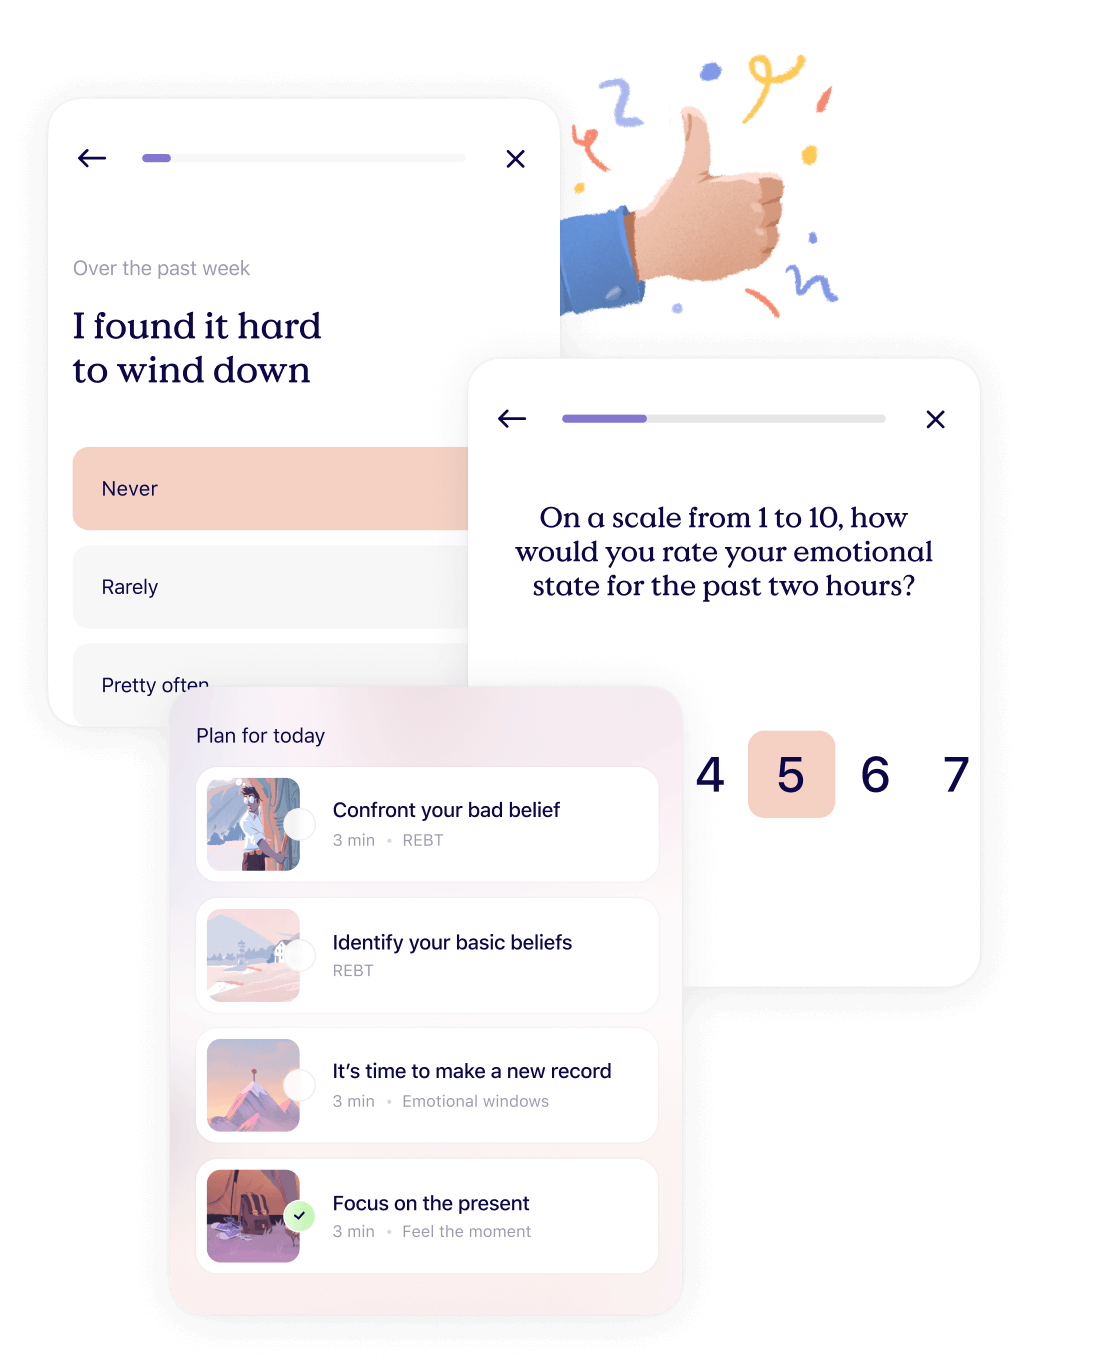 Over the past week
I found it hard
to wind down
Never
Rarely
Pretty often
On a scale from 1 to 10, how
would you rate your emotional
state for the past two hours?
4 5 6 7
Plan for today
Confront your bad belief
3 min • REBT
Identify your basic beliefs
REBT
It’s time to make a new record
3 min • Emotional windows
Focus on the present
3 min • Feel the moment